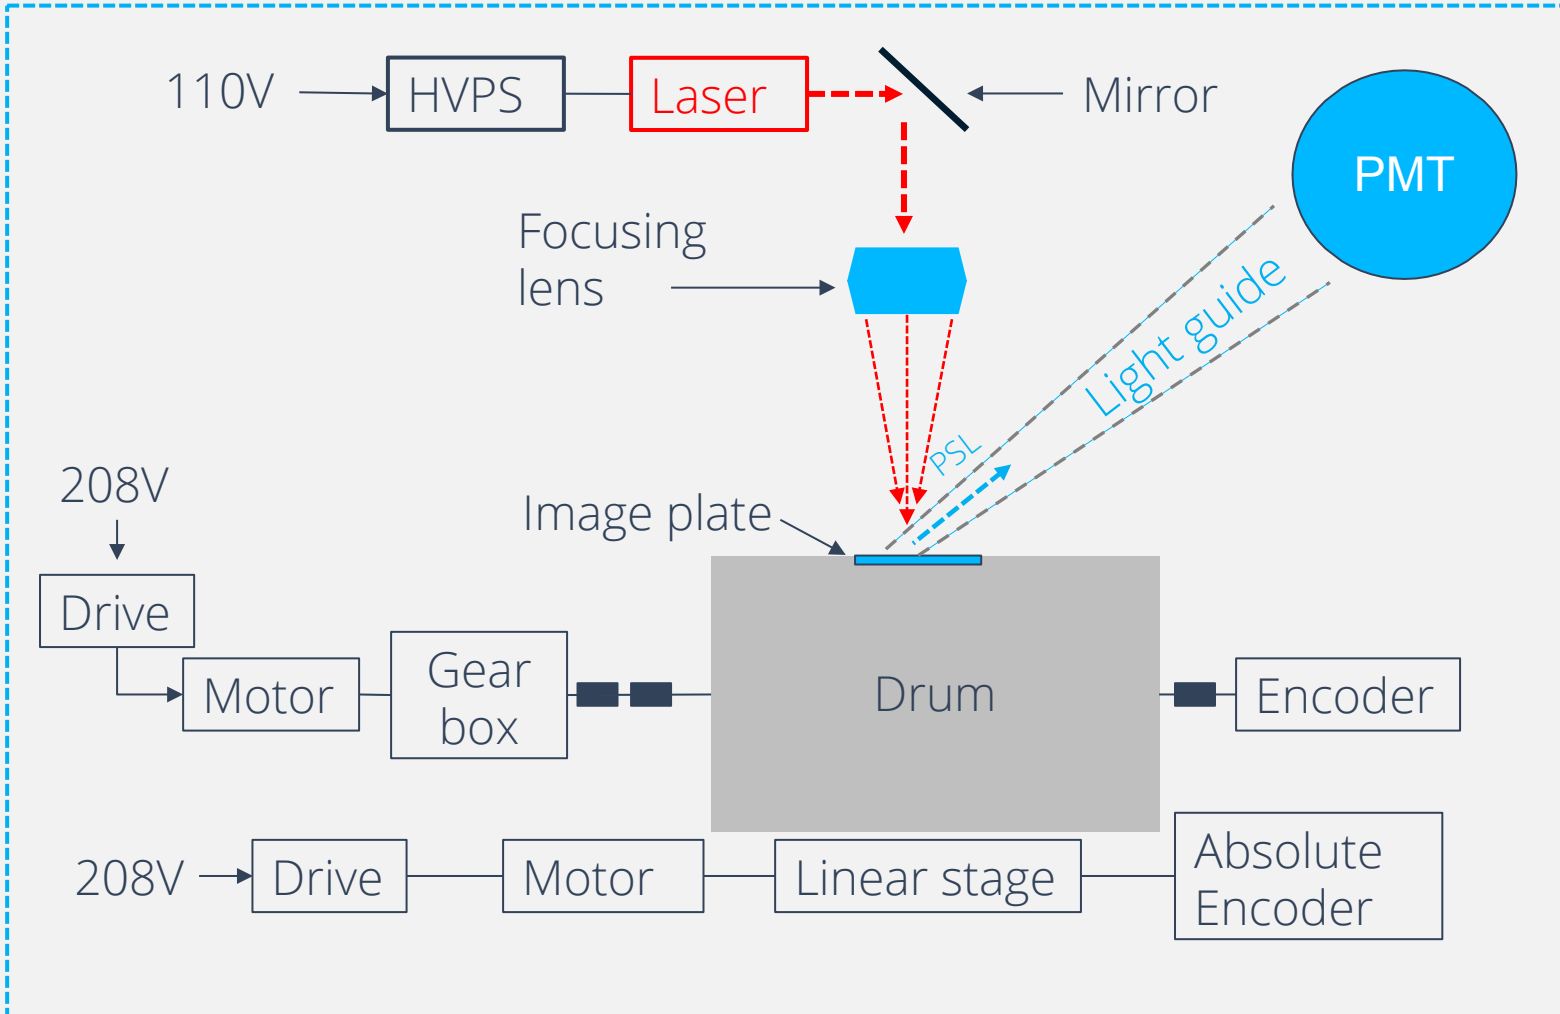 110V
HVPS
Laser
Mirror
PMT
Focusing
lens
Light guide
PSL
208V
Image plate
Drive
Motor
Gear
box
Drum
Encoder
208V
Drive
Motor
Linear stage
Absolute
Encoder